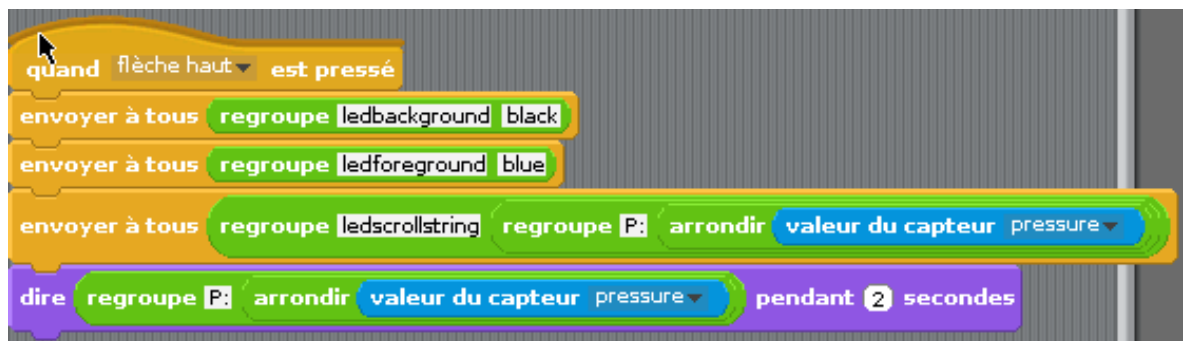 quand flèche haut est pressé
envoyer à tous regroupe ledbackground black
envoyer à tous regroupe ledforeground blue
envoyer à tous regroupe ledscrollstring regroupe P: arrondir valeur du capteur pressure
dire regroupe P: arrondir valeur du capteur pressure pendant 2 secondes